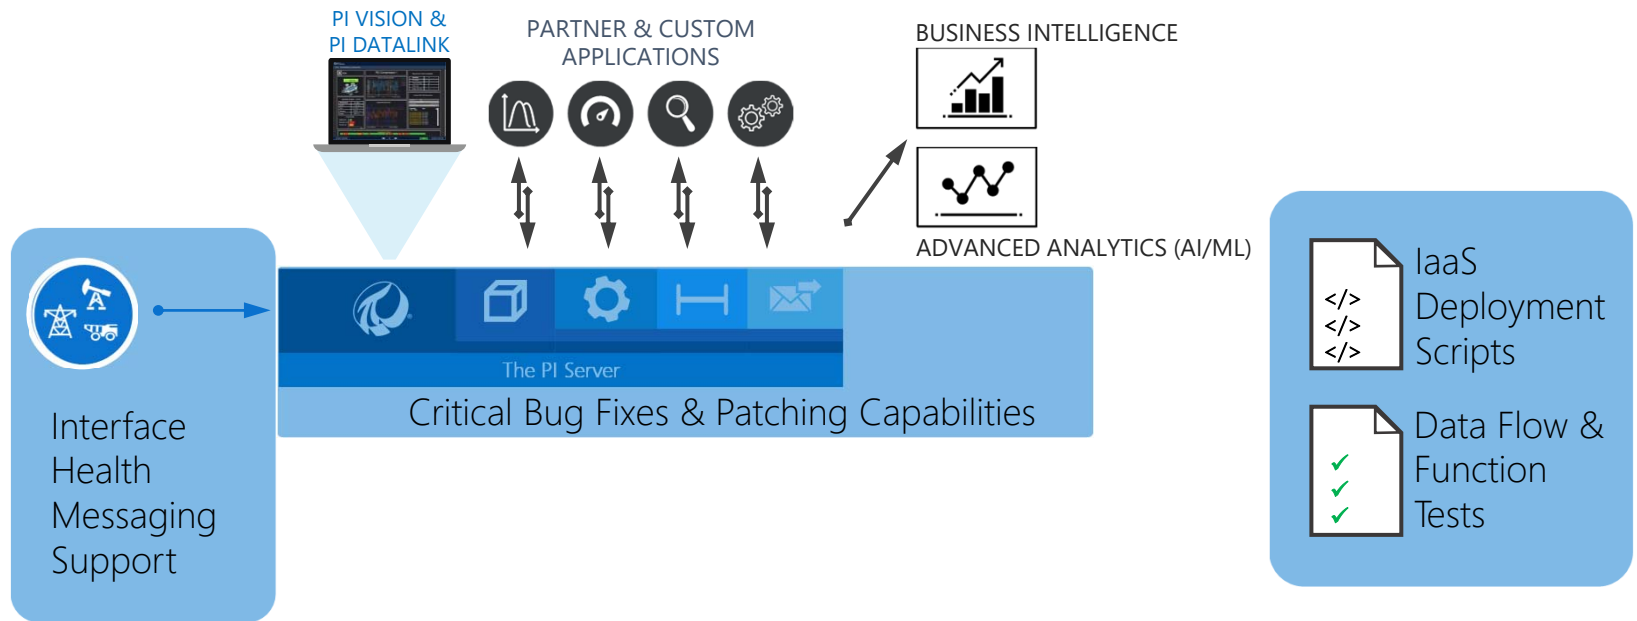 PI VISION &
PI DATALINK
PARTNER & CUSTOM
APPLICATIONS
BUSINESS INTELLIGENCE
ADVANCED ANALYTICS (AI/ML)
The PI Server
Critical Bug Fixes & Patching Capabilities
Interface
Health
Messaging
Support
</>
</>
</>
IaaS
Deployment
Scripts
Data Flow &
Function
Tests